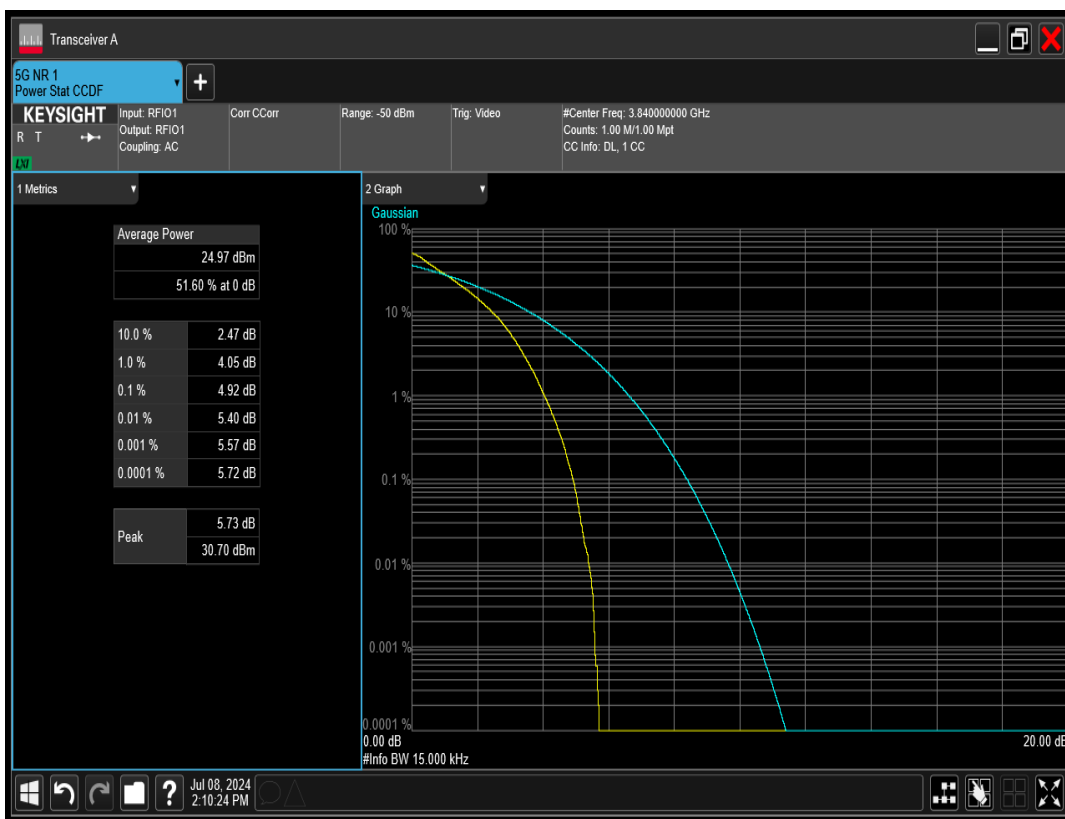 Transceiver A
5G NR 1
Power Stat CCDF
+
KEYSIGHT
R T
LXI
Input: RFIO1
Output: RFIO1
Coupling: AC
Corr CCorr
Range: -50 dBm
Trig: Video
#Center Freq: 3.840000000 GHz
Counts: 1.00 M/1.00 Mpt
CC Info: DL, 1 CC
1 Metrics
Average Power
24.97 dBm
51.60 % at 0 dB
10.0 % 2.47 dB
1.0 % 4.05 dB
0.1 % 4.92 dB
0.01 % 5.40 dB
0.001 % 5.57 dB
0.0001 % 5.72 dB
Peak 5.73 dB
30.70 dBm
2 Graph
Gaussian
100 %
10 %
1 %
0.1 %
0.01 %
0.001 %
0.0001 %
0.00 dB 20.00 dB
#Info BW 15.000 kHz
?
Jul 08, 2024
2:10:24 PM